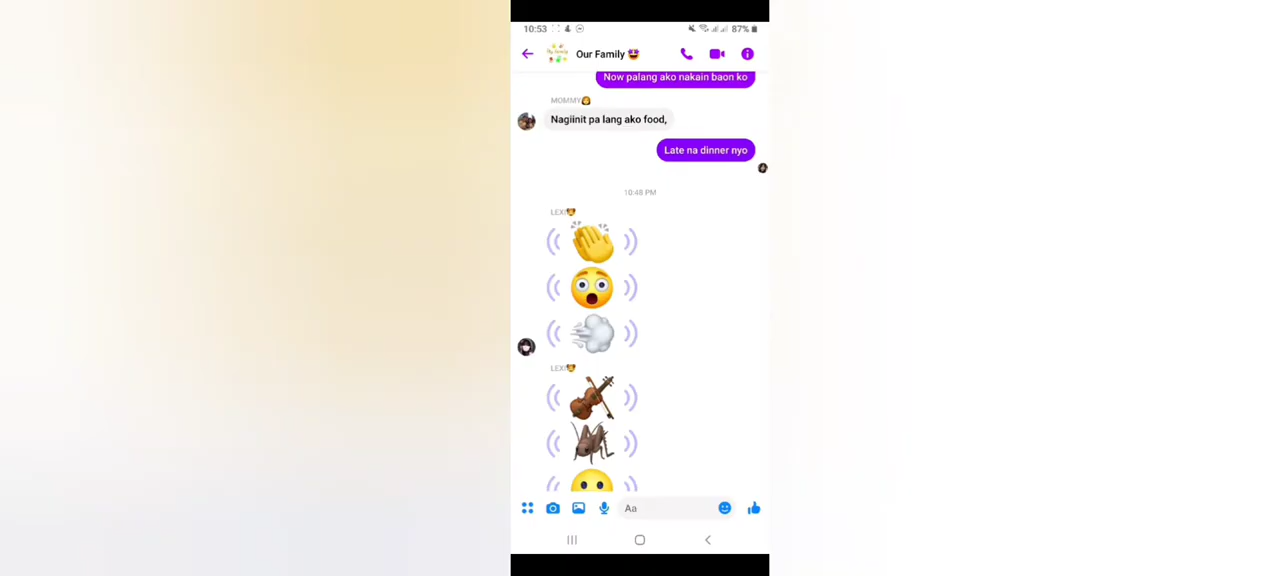 10:53
87%
Our Family
Now palang ako nakain baon ko
MOMMY
Nagiinit pa lang ako food,
Late na dinner nyo
10:48 PM
LEXI
LEXI
Aa